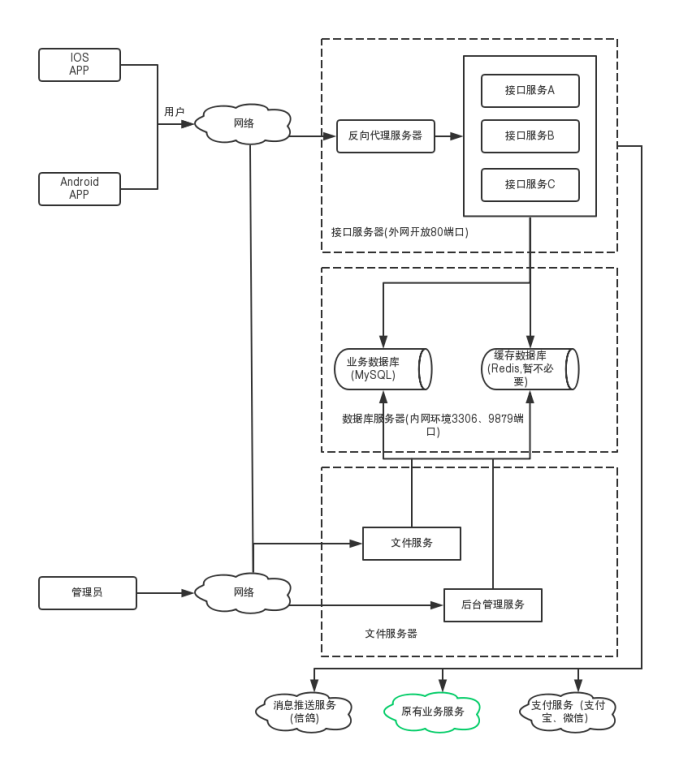 IOS
APP
用户
网络
Android
APP
反向代理服务器
接口服务A
接口服务B
接口服务C
接口服务器(外网开放80端口)
业务数据库
(MySQL)
缓存数据库
(Redis,暂不必
要)
数据库服务器(内网环境3306、9879端
口)
文件服务
管理员
网络
后台管理服务
文件服务器
消息推送服务
(信鸽)
原有业务服务
支付服务（支付
宝、微信）